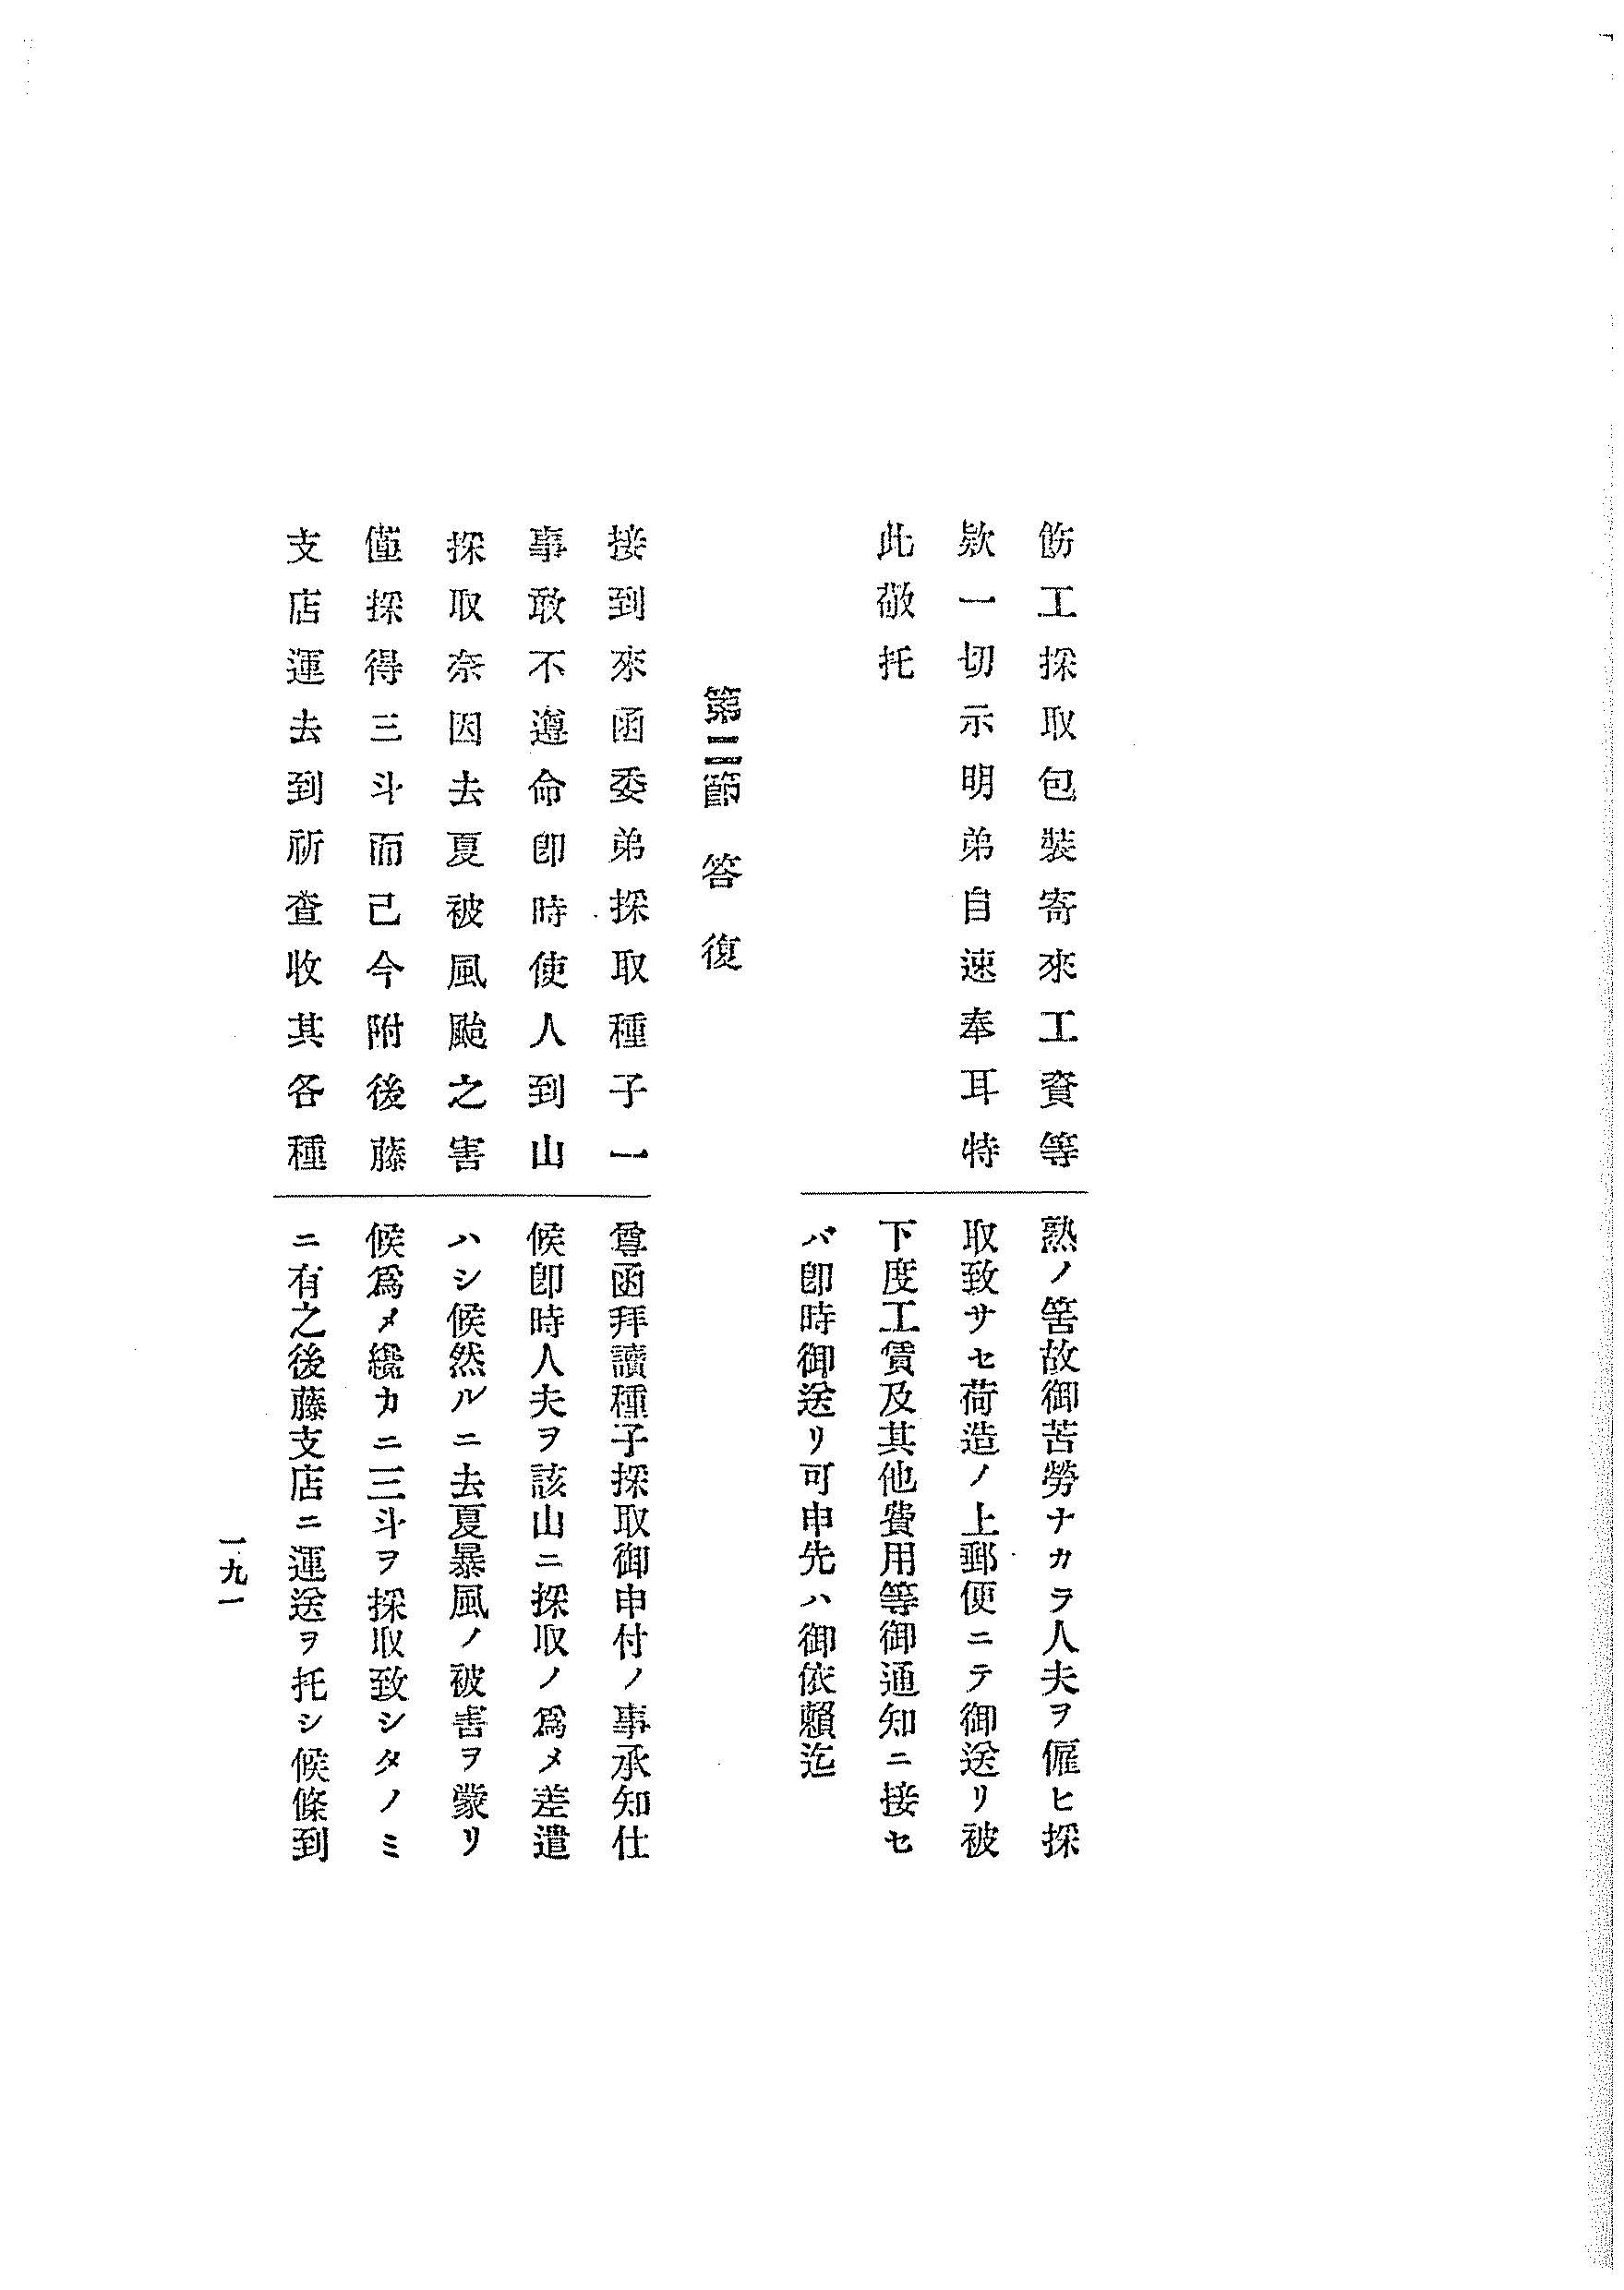 飭工採取包裝寄來工資等
欵一切示明弟自速奉耳特
此敬托
熟ノ筈故御苦勞ナカラ人夫ヲ僱ヒ採
取致サセ荷造ノ上郵便ニテ御送リ被
下度工賃及其他費用等御通知ニ接セ
バ卽時御送リ可申先ハ御依賴迄
第二節 答復
接到來函委弟採取種子一
事敢不遵命卽時使人到山
採取奈因去夏被風颱之害
僅採得三斗而己今附後藤
支店運去到祈查收其各種
尊函拜讀種子採取御申付ノ事承知仕
候卽時人夫ヲ該山ニ採取ノ爲メ差遣
ハシ候然ルニ去夏暴風ノ被害ヲ蒙リ
候爲メ纔カニ三斗ヲ採取致シタノミ
ニ有之後藤支店ニ運送ヲ托シ候條到
一九一